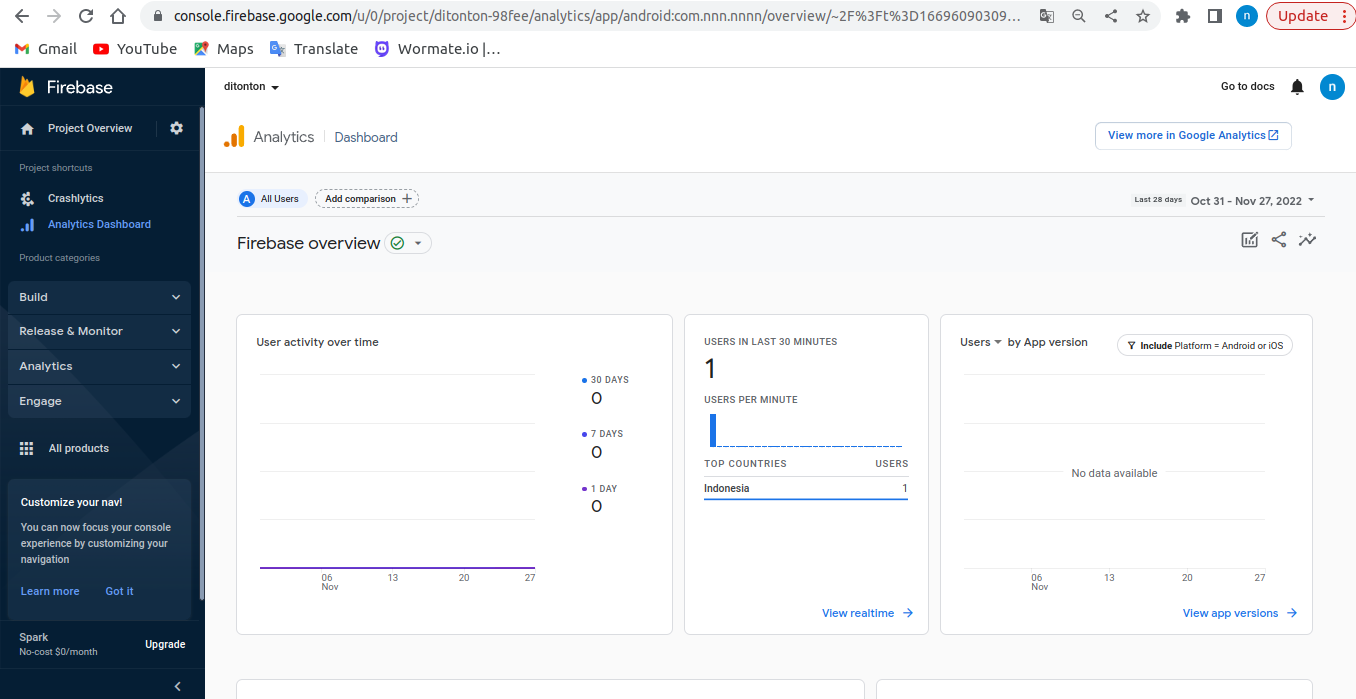 console.firebase.google.com/u/0/project/ditonton-98fee/analytics/app/android:com.nnn.nnnn/overview/~2F%3Ft%3D16696090309...
n
Update
Gmail
YouTube
Maps
Translate
Wormate.io |...
Firebase
ditonton
Go to docs
n
Project Overview
Analytics
Dashboard
View more in Google Analytics
Project shortcuts
Crashlytics
Analytics Dashboard
Product categories
Build
Release & Monitor
Analytics
Engage
All products
Customize your nav!
You can now focus your console
experience by customizing your
navigation
Learn more
Got it
Spark
No-cost $0/month
Upgrade
A
All Users
Add comparison
Last 28 days
Oct 31 - Nov 27, 2022
Firebase overview
User activity over time
30 DAYS
0
7 DAYS
0
1 DAY
0
06
Nov
13
20
27
USERS IN LAST 30 MINUTES
1
USERS PER MINUTE
TOP COUNTRIES
USERS
Indonesia
1
View realtime
Users
by App version
Include Platform = Android or iOS
No data available
06
Nov
13
20
27
View app versions